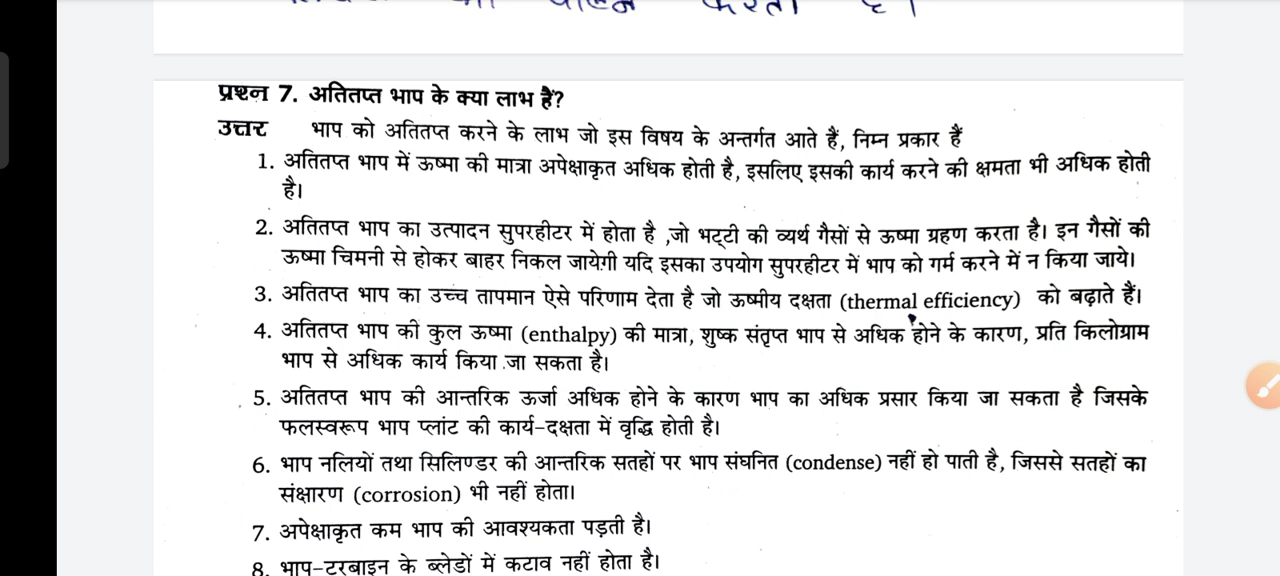 करता है।
प्रश्न 7. अतितप्त भाप के क्या लाभ हैं?
उत्तर भाप को अतितप्त करने के लाभ जो इस विषय के अन्तर्गत आते हैं, निम्न प्रकार हैं
1. अतितप्त भाप में ऊष्मा की मात्रा अपेक्षाकृत अधिक होती है, इसलिए इसकी कार्य करने की क्षमता भी अधिक होती
है।
2. अतितप्त भाप का उत्पादन सुपरहीटर में होता है ,जो भट्टी की व्यर्थ गैसों से ऊष्मा ग्रहण करता है। इन गैसों की
ऊष्मा चिमनी से होकर बाहर निकल जायेगी यदि इसका उपयोग सुपरहीटर में भाप को गर्म करने में न किया जाये।
3. अतितप्त भाप का उच्च तापमान ऐसे परिणाम देता है जो ऊष्मीय दक्षता (thermal efficiency) को बढ़ाते हैं।
4. अतितप्त भाप की कुल ऊष्मा (enthalpy) की मात्रा, शुष्क संतृप्त भाप से अधिक होने के कारण, प्रति किलोग्राम
भाप से अधिक कार्य किया जा सकता है।
5. अतितप्त भाप की आन्तरिक ऊर्जा अधिक होने के कारण भाप का अधिक प्रसार किया जा सकता है जिसके
फलस्वरूप भाप प्लांट की कार्य-दक्षता में वृद्धि होती है।
6. भाप नलियों तथा सिलिण्डर की आन्तरिक सतहों पर भाप संघनित (condense) नहीं हो पाती है, जिससे सतहों का
संक्षारण (corrosion) भी नहीं होता।
7. अपेक्षाकृत कम भाप की आवश्यकता पड़ती है।
8. भाप-टरबाइन के ब्लेडों में कटाव नहीं होता है।